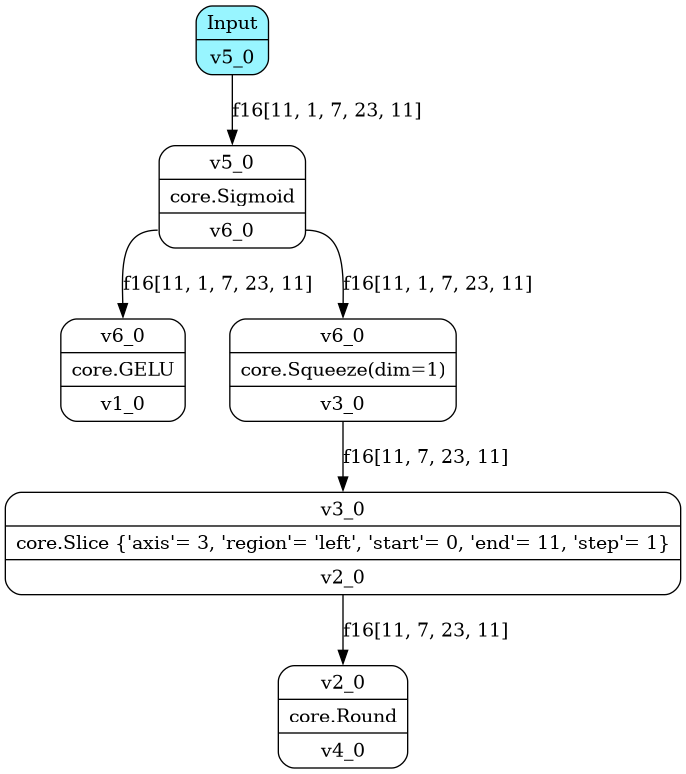 Input
v5_0
f16[11, 1, 7, 23, 11]
v5_0
core.Sigmoid
v6_0
f16[11, 1, 7, 23, 11]
f16[11, 1, 7, 23, 11]
v6_0
core.GELU
v1_0
v6_0
core.Squeeze(dim=1)
v3_0
f16[11, 7, 23, 11]
v3_0
core.Slice {'axis'= 3, 'region'= 'left', 'start'= 0, 'end'= 11, 'step'= 1}
v2_0
f16[11, 7, 23, 11]
v2_0
core.Round
v4_0